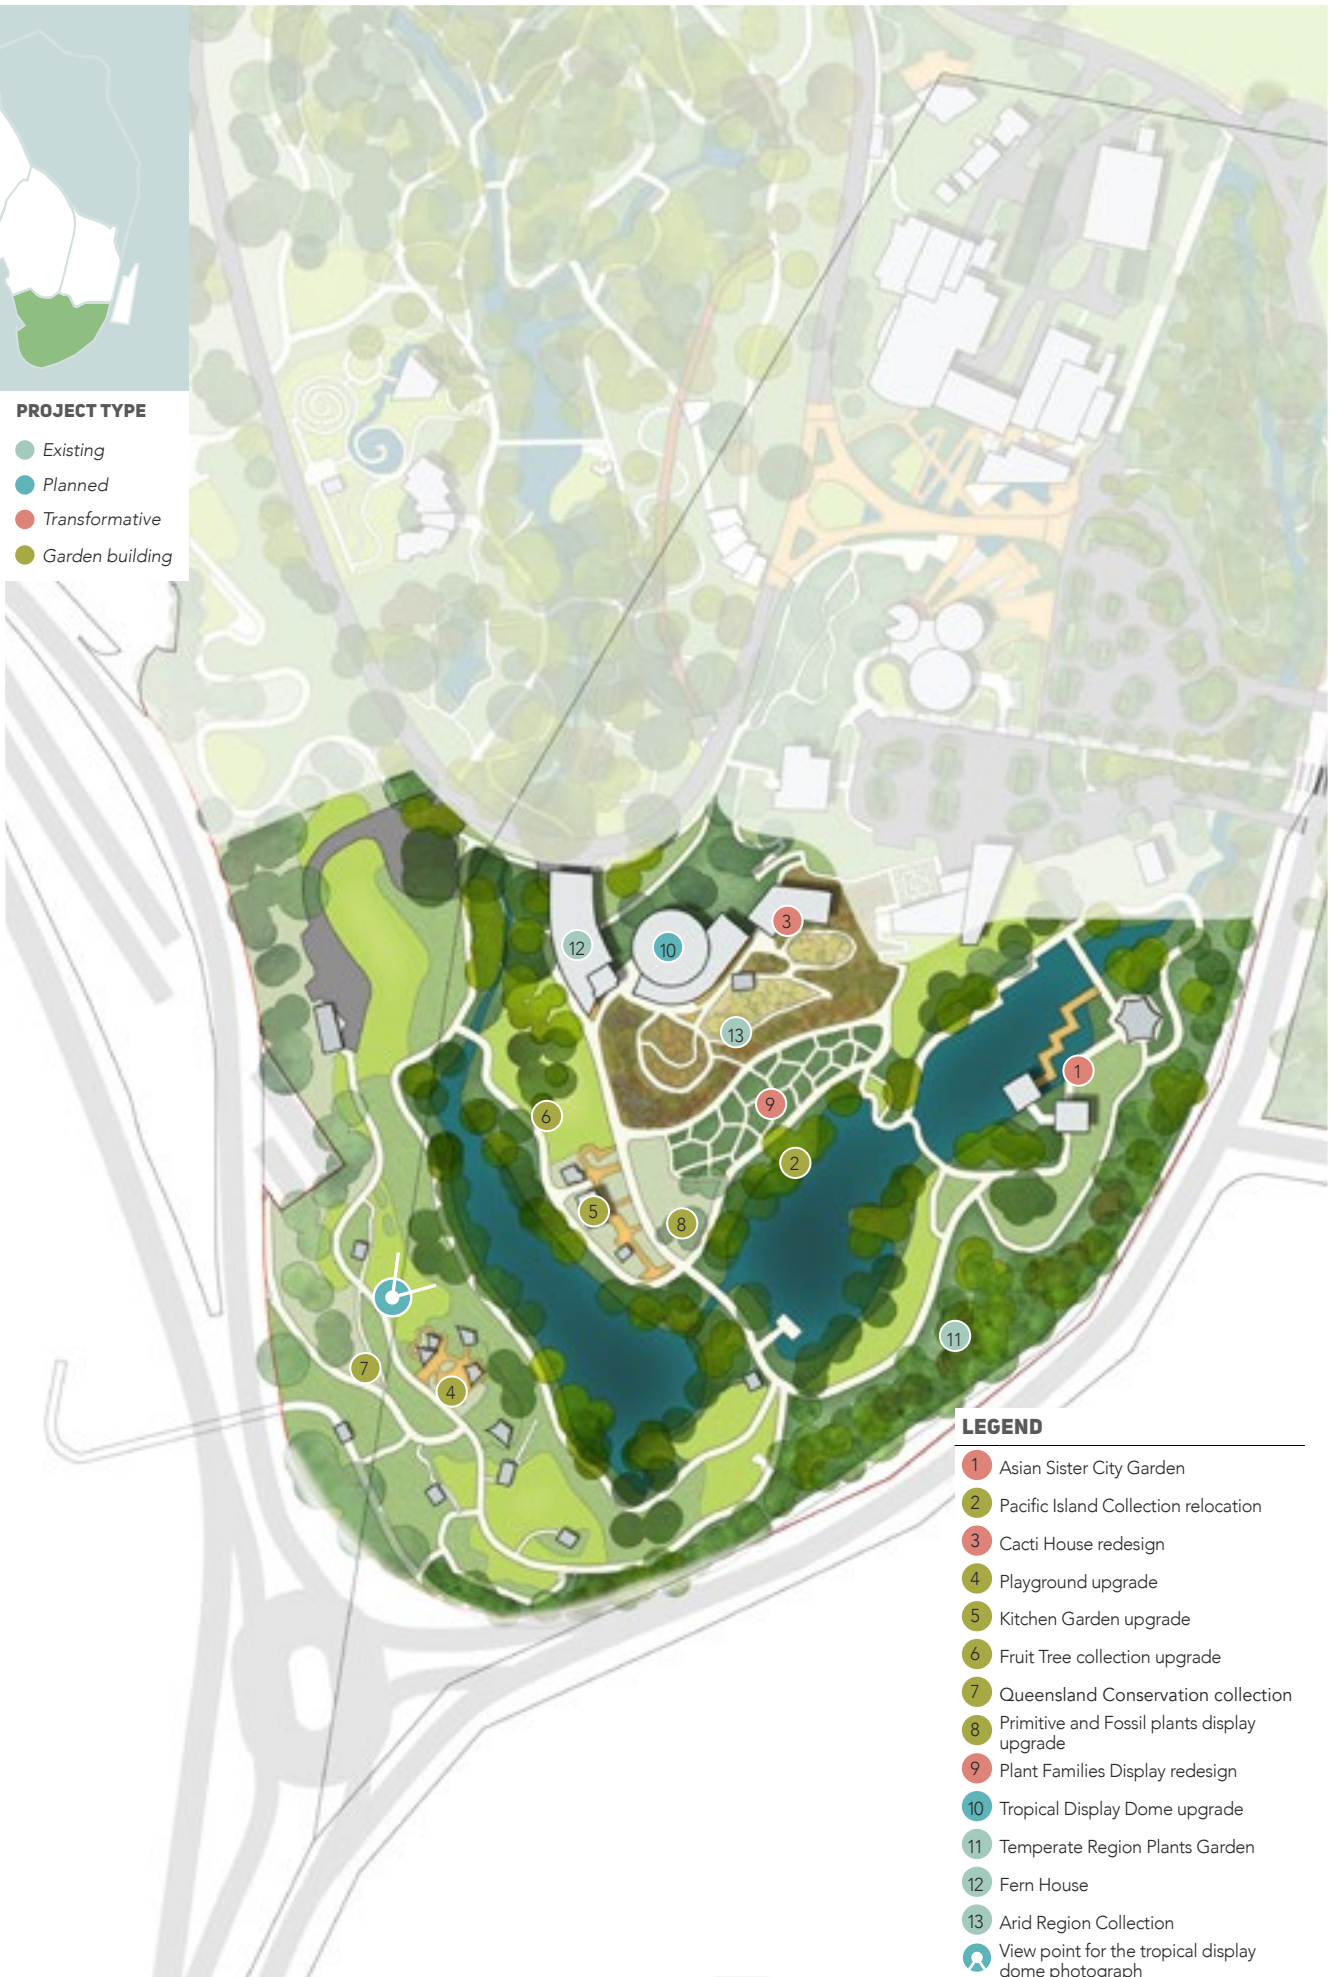 PROJECT TYPE
Existing
Planned
Transformative
Garden building
3
12
10
13
1
9
6
2
5
8
11
7
4
LEGEND
1 Asian Sister City Garden
2 Pacific Island Collection relocation
3 Cacti House redesign
4 Playground upgrade
5 Kitchen Garden upgrade
6 Fruit Tree collection upgrade
7 Queensland Conservation collection
8 Primitive and Fossil plants display
upgrade
9 Plant Families Display redesign
10 Tropical Display Dome upgrade
11 Temperate Region Plants Garden
12 Fern House
13 Arid Region Collection
View point for the tropical display
dome photograph